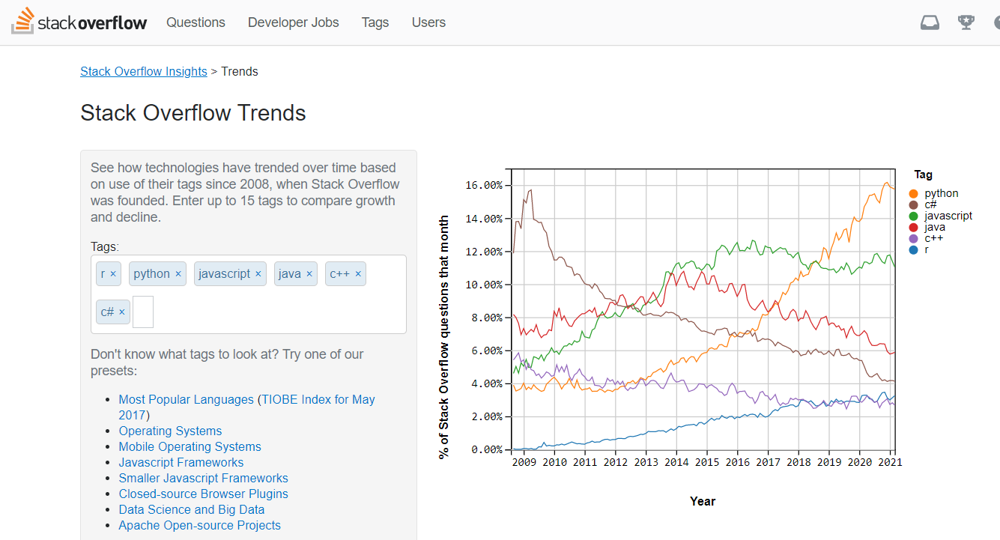 stack overflow Questions Developer Jobs Tags Users
Stack Overflow Insights > Trends
Stack Overflow Trends
See how technologies have trended over time based
on use of their tags since 2008, when Stack Overflow
was founded. Enter up to 15 tags to compare growth
and decline.
Tags:
r × python × javascript × java × c++ ×
c# ×
Don't know what tags to look at? Try one of our
presets:
• Most Popular Languages (TIOBE Index for May
2017)
• Operating Systems
• Mobile Operating Systems
• Javascript Frameworks
• Smaller Javascript Frameworks
• Closed-source Browser Plugins
• Data Science and Big Data
• Apache Open-source Projects
% of Stack Overflow questions that month
16.00%
14.00%
12.00%
10.00%
8.00%
6.00%
4.00%
2.00%
0.00%
2009 2010 2011 2012 2013 2014 2015 2016 2017 2018 2019 2020 2021
Year
Tag
python
c#
javascript
java
c++
r